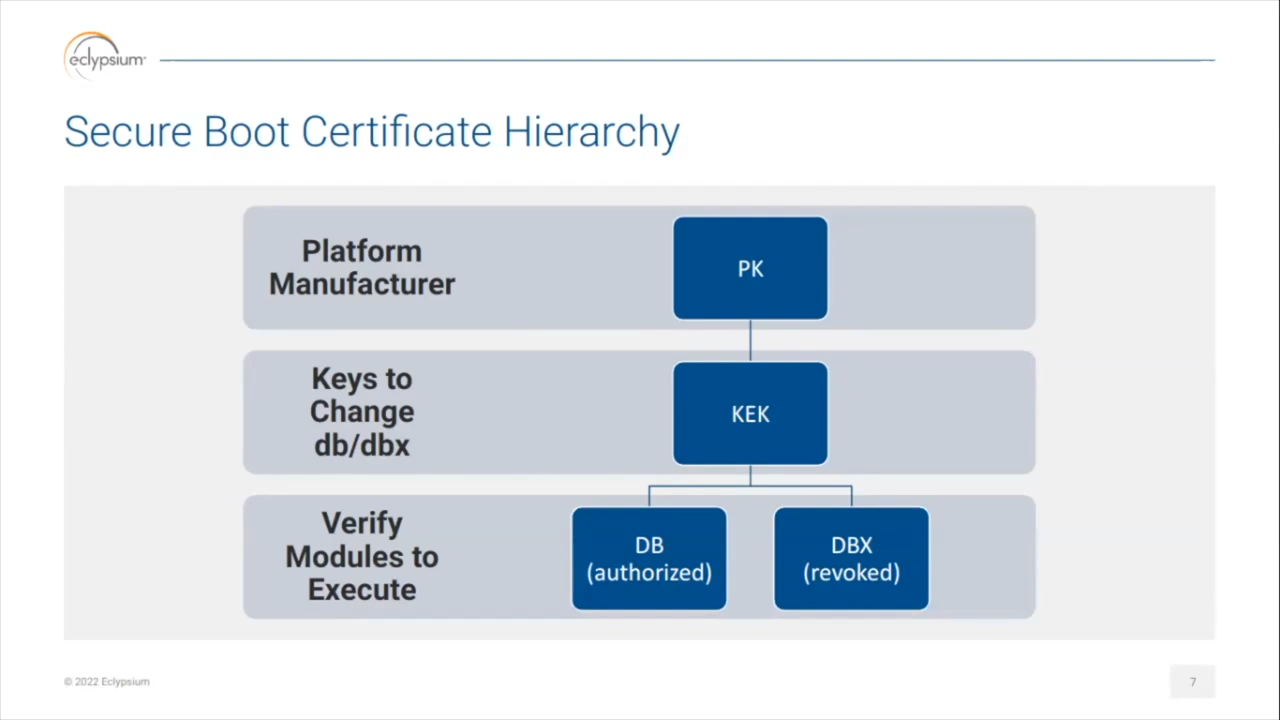 eclypsium
Secure Boot Certificate Hierarchy
Platform
Manufacturer
PK
Keys to
Change
db/dbx
KEK
Verify
Modules to
Execute
DB
(authorized)
DBX
(revoked)
© 2022 Eclypsium
7